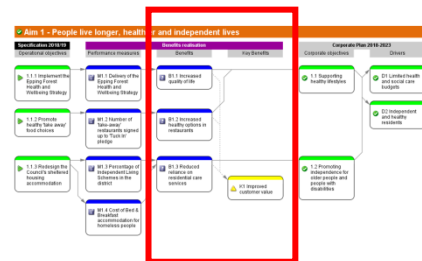 Aim 1 - People live longer, healthier and independent lives
Specification 2018/19
Benefits realisation
Corporate Plan 2018-2023
Operational objectives
Performance measures
Benefits
Key Benefits
Corporate objectives
Drivers
1.1.1 Implement the
Epping Forest
Health and
Wellbeing Strategy
M1.1 Delivery of the
Epping Forest
Health and
Wellbeing Strategy
B1.1 Increased
quality of life
1.1 Supporting
healthy lifestyles
D1 Limited health
budgets
1.1.2 Promote
healthy 'take away'
food choices
M1.2 Number of
'take-away'
restaurants signed
up to 'Tuck in'
pledge
B1.2 Increased
healthy options in
restaurants
D2 Independent
and healthy
residents
1.1.3 Redesign the
Council's sheltered
housing
accommodation
M1.3 Percentage of
Independent Living
Schemes in the
district
B1.3 Reduced
reliance on
residential care
services
K1 Improved
customer value
1.2 Promoting
independence for
older people and
people with
disabilities
M1.4 Cost of Bed &
Breakfast
accommodation for
homeless people